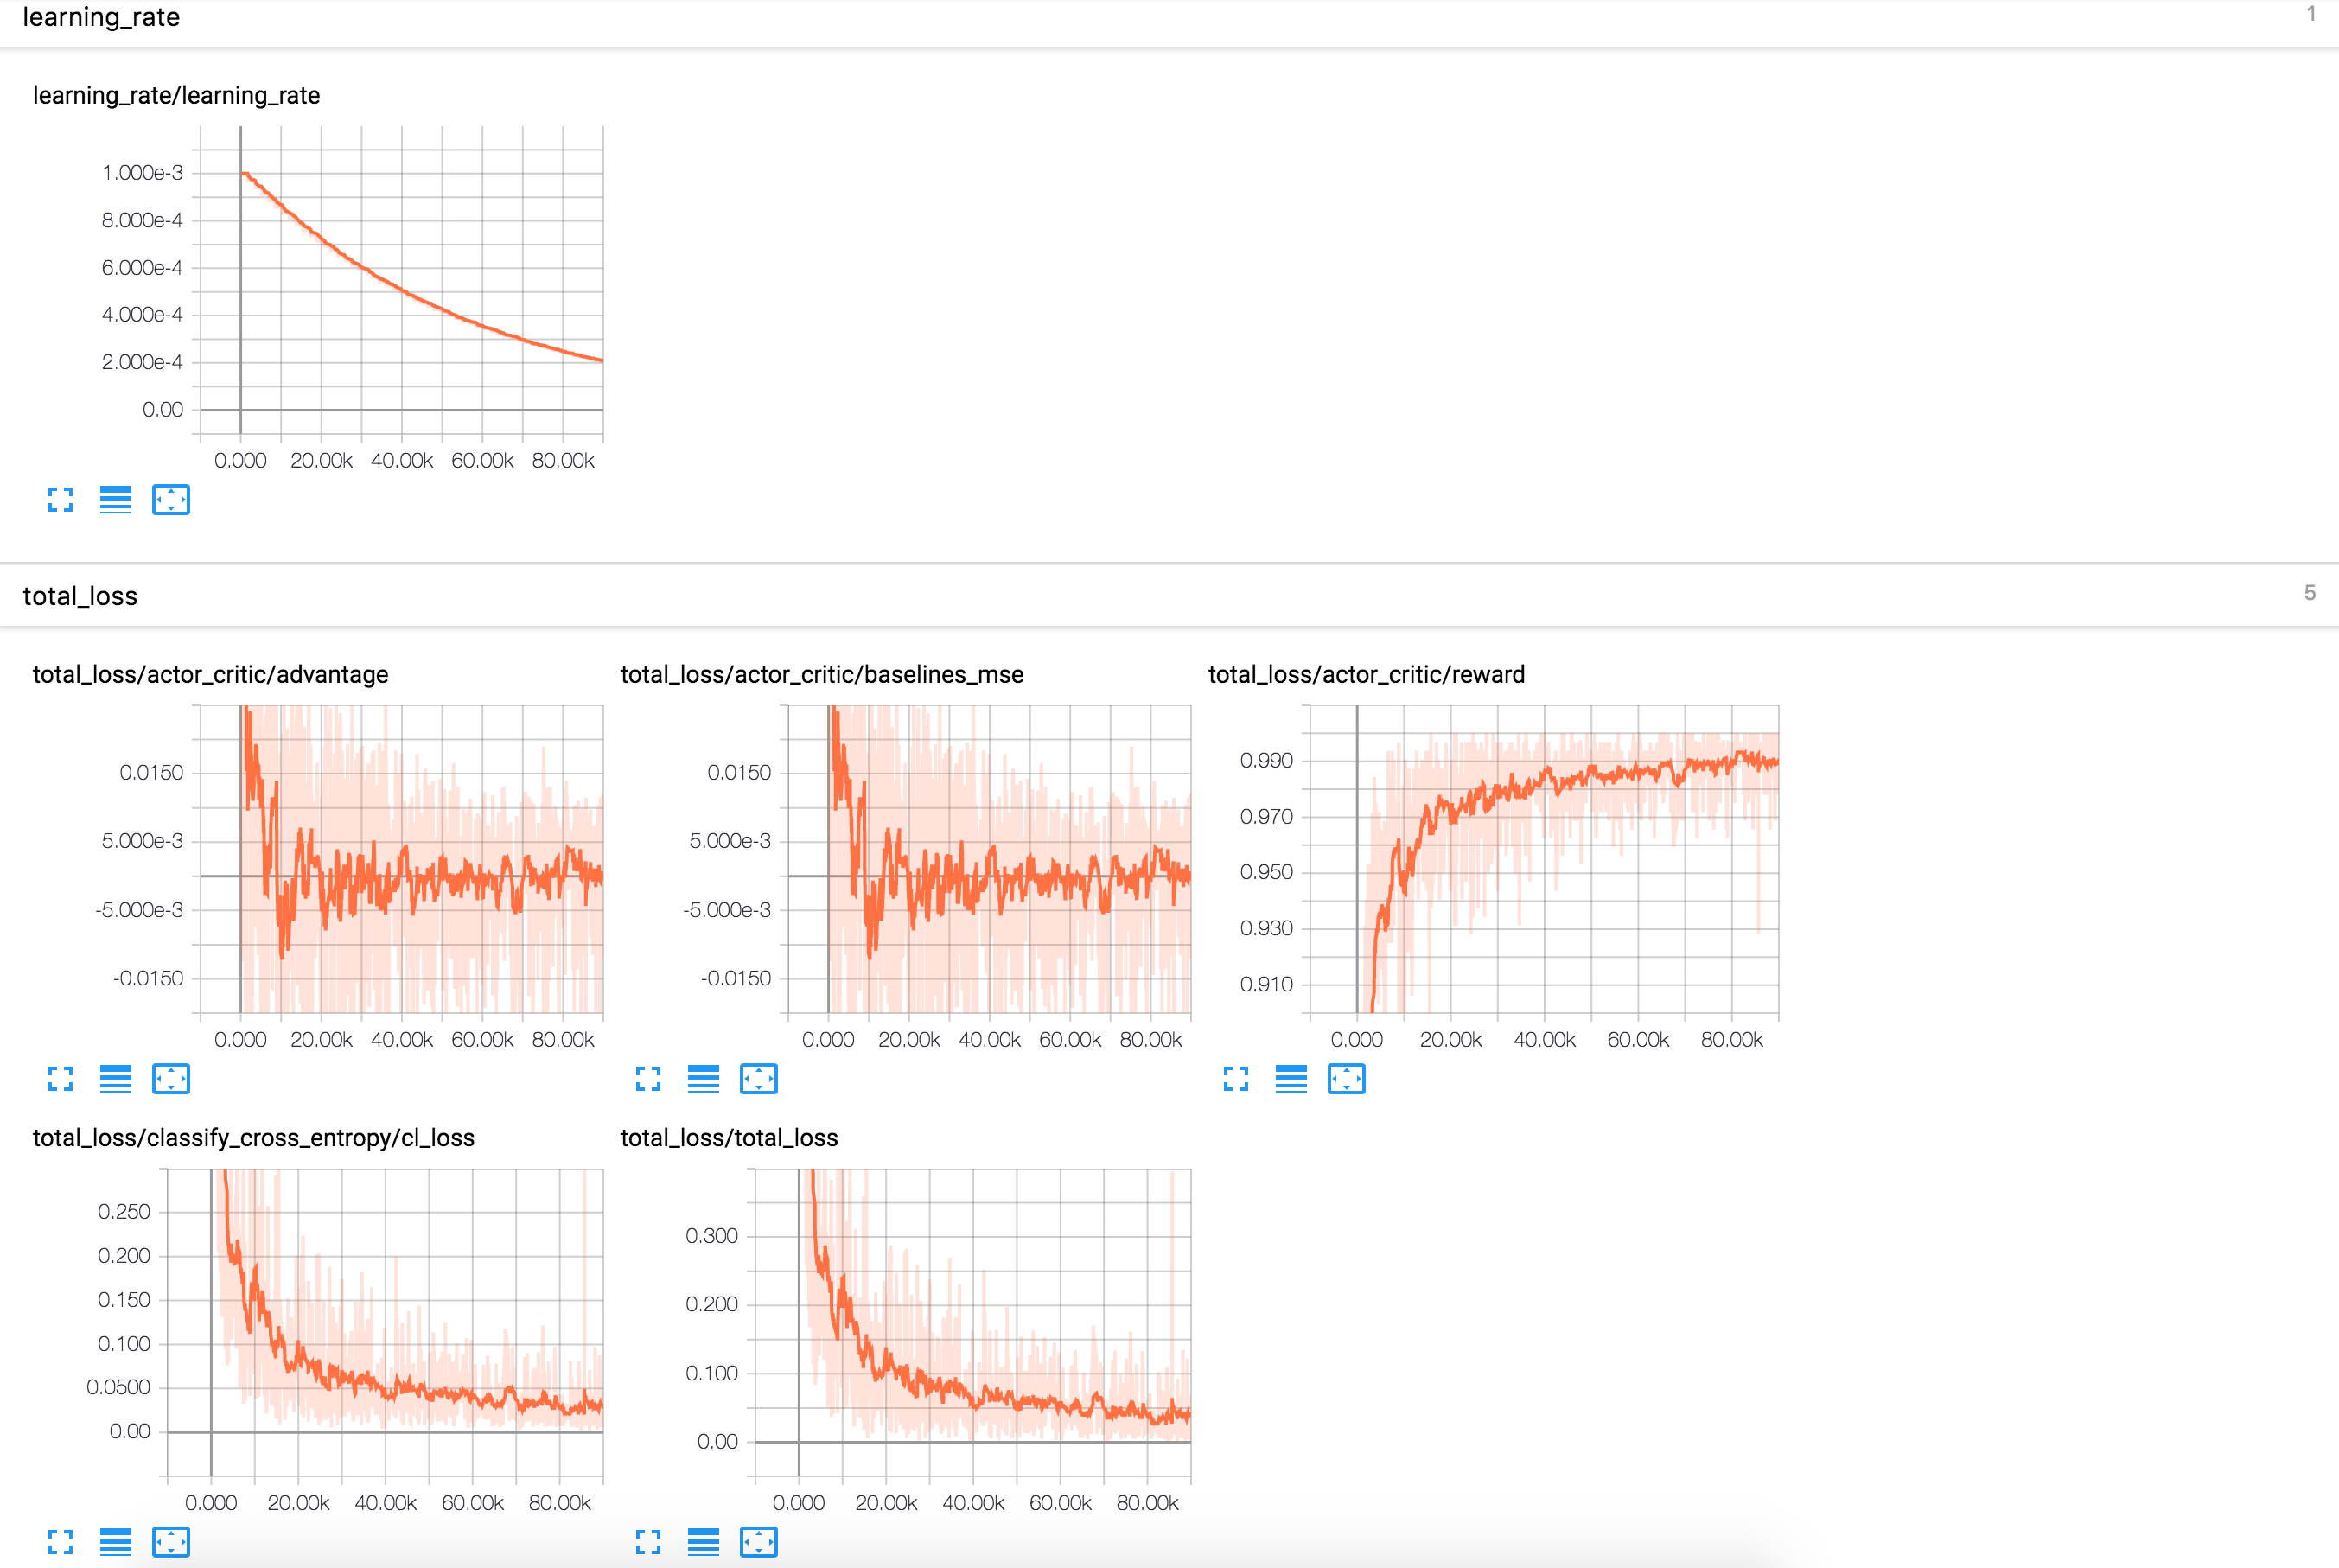 learning_rate 1
learning_rate/learning_rate
1.000e-3
8.000e-4
6.000e-4
4.000e-4
2.000e-4
0.00
0.000 20.00k 40.00k 60.00k 80.00k
total_loss 5
total_loss/actor_critic/advantage
0.0150
5.000e-3
-5.000e-3
-0.0150
0.000 20.00k 40.00k 60.00k 80.00k
total_loss/actor_critic/baselines_mse
0.0150
5.000e-3
-5.000e-3
-0.0150
0.000 20.00k 40.00k 60.00k 80.00k
total_loss/actor_critic/reward
0.990
0.970
0.950
0.930
0.910
0.000 20.00k 40.00k 60.00k 80.00k
total_loss/classify_cross_entropy/cl_loss
0.250
0.200
0.150
0.100
0.0500
0.00
0.000 20.00k 40.00k 60.00k 80.00k
total_loss/total_loss
0.300
0.200
0.100
0.00
0.000 20.00k 40.00k 60.00k 80.00k